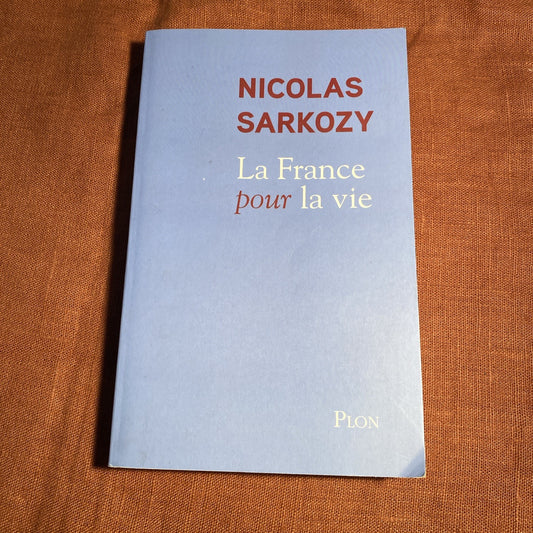 NICOLAS
SARKOZY
La France
pour la vie
PLON